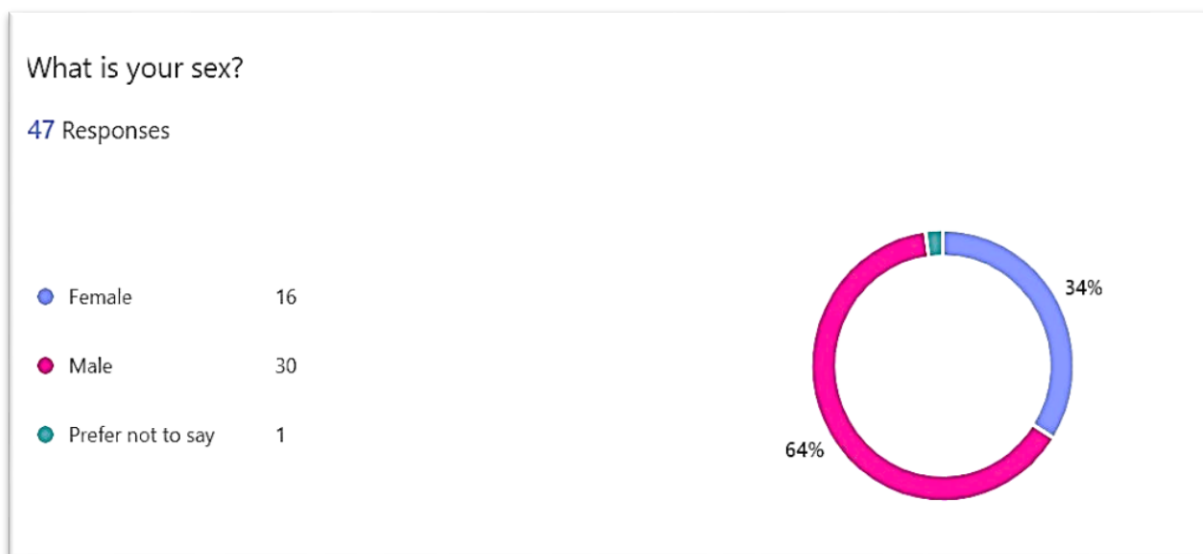 What is your sex?
47 Responses
Female 16
Male 30
Prefer not to say 1
34%
64%